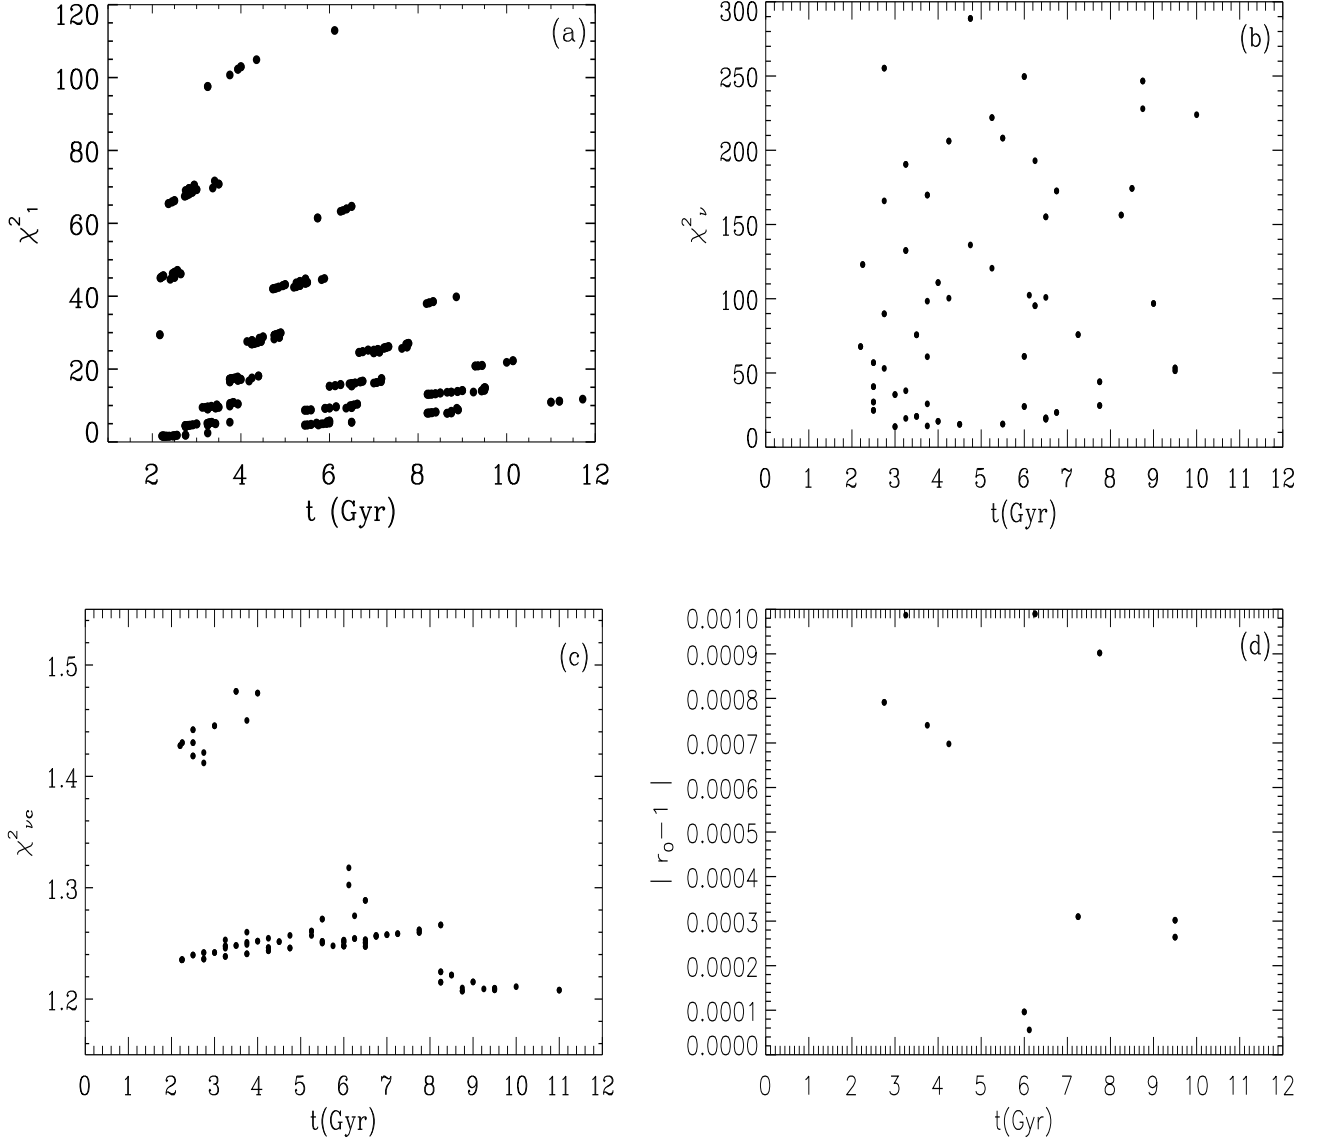 (a)
120
100
80
60
40
20
0
χ²₁
2 4 6 8 10 12
t (Gyr)
(b)
300
250
200
150
100
50
0
χ²ᵥ
0 1 2 3 4 5 6 7 8 9 10 11 12
t(Gyr)
(c)
1.5
1.4
1.3
1.2
χ²νe
0 1 2 3 4 5 6 7 8 9 10 11 12
t(Gyr)
(d)
0.0010
0.0009
0.0008
0.0007
0.0006
0.0005
0.0004
0.0003
0.0002
0.0001
0.0000
| r₀−1 |
0 1 2 3 4 5 6 7 8 9 10 11 12
t(Gyr)